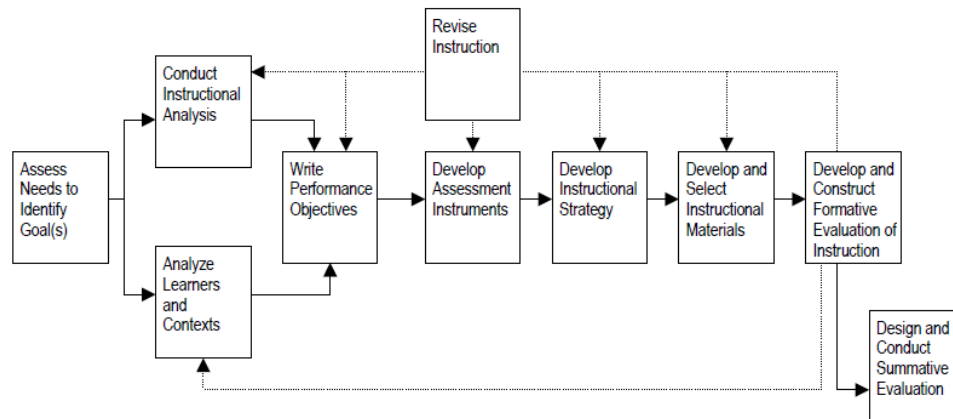 Revise
Instruction
Conduct
Instructional
Analysis
Assess
Needs to
Identify
Goal(s)
Write
Performance
Objectives
Develop
Assessment
Instruments
Develop
Instructional
Strategy
Develop and
Select
Instructional
Materials
Develop and
Construct
Formative
Evaluation of
Instruction
Analyze
Learners
and
Contexts
Design and
Conduct
Summative
Evaluation